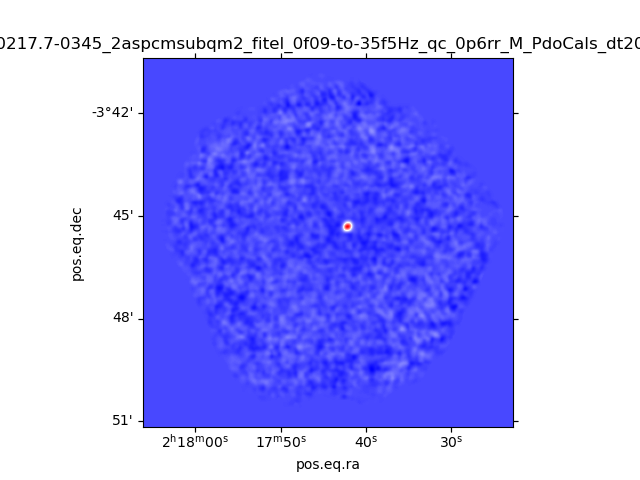 0217.7-0345_2aspcmsubqm2_fitel_0f09-to-35f5Hz_qc_0p6rr_M_PdoCals_dt20
-3°42'
45'
48'
51'
pos.eq.dec
2ʰ18ᵐ00ˢ 17ᵐ50ˢ 40ˢ 30ˢ
pos.eq.ra